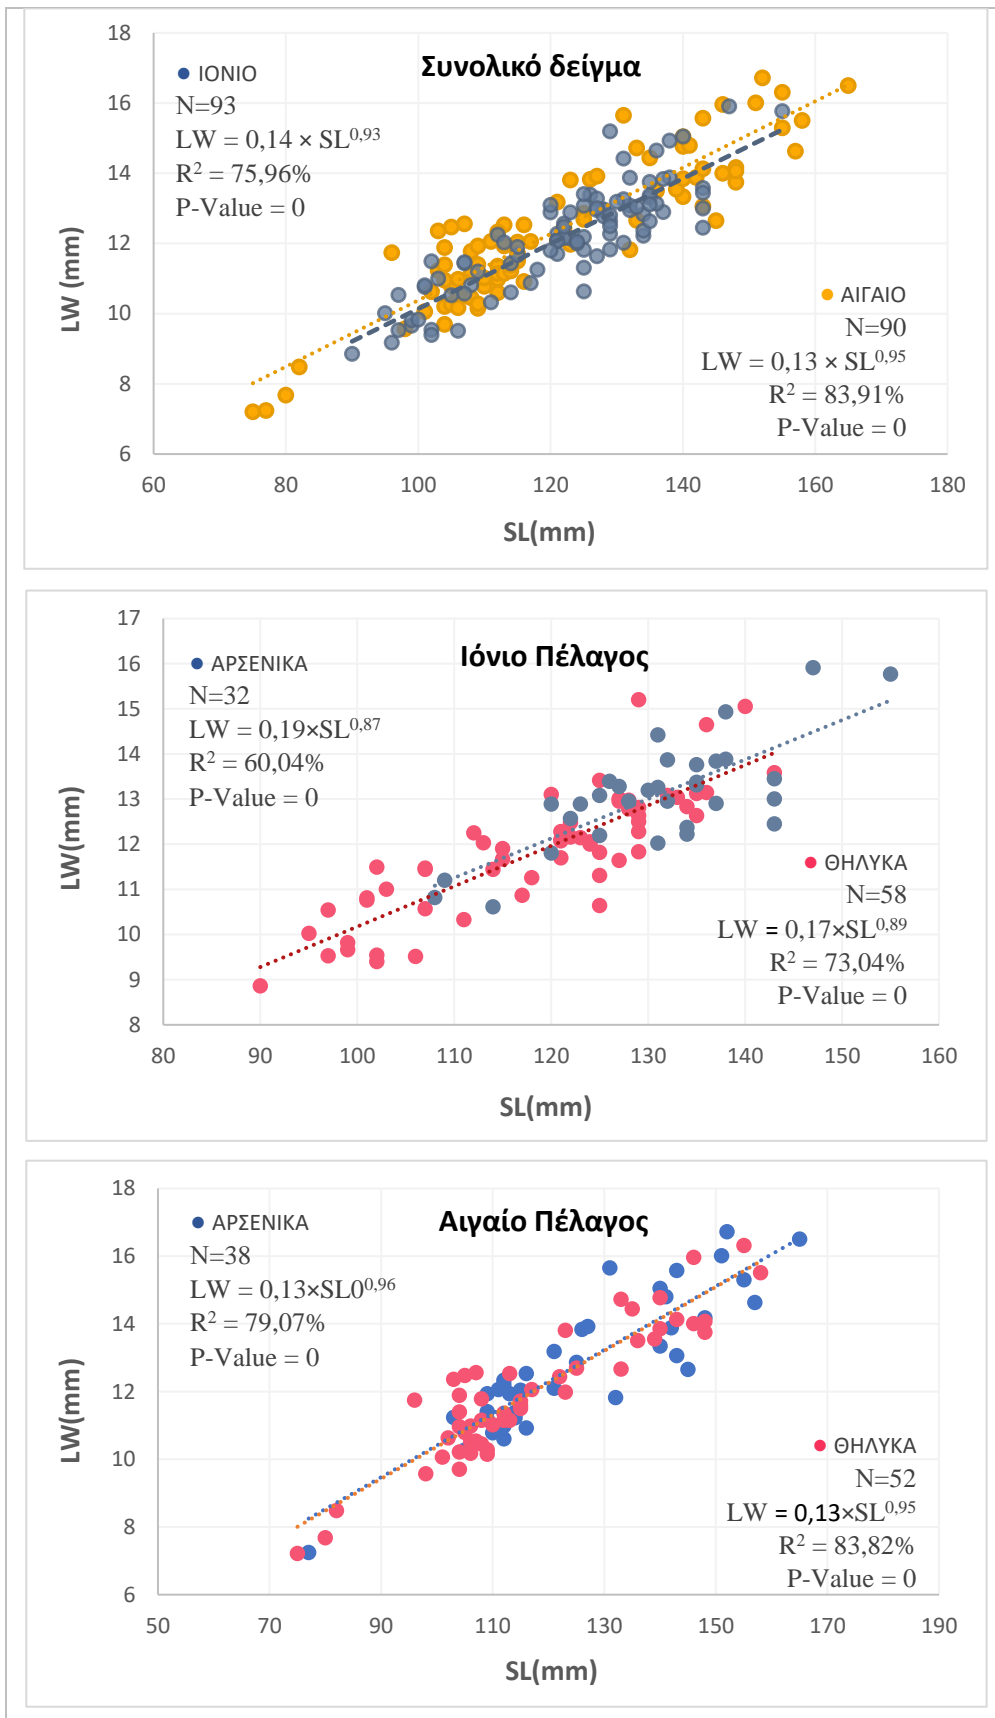 Συνολικό δείγμα
ΙΟΝΙΟ
N=93
LW = 0,14 × SL^0,93
R² = 75,96%
P-Value = 0
ΑΙΓΑΙΟ
N=90
LW = 0,13 × SL^0,95
R² = 83,91%
P-Value = 0
LW (mm)
18
16
14
12
10
8
6
60 80 100 120 140 160 180
SL(mm)
Ιόνιο Πέλαγος
ΑΡΣΕΝΙΚΑ
N=32
LW = 0,19×SL^0,87
R² = 60,04%
P-Value = 0
ΘΗΛΥΚΑ
N=58
LW = 0,17×SL^0,89
R² = 73,04%
P-Value = 0
LW(mm)
17
16
15
14
13
12
11
10
9
8
80 90 100 110 120 130 140 150 160
SL(mm)
Αιγαίο Πέλαγος
ΑΡΣΕΝΙΚΑ
N=38
LW = 0,13×SL0^0,96
R² = 79,07%
P-Value = 0
ΘΗΛΥΚΑ
N=52
LW = 0,13×SL^0,95
R² = 83,82%
P-Value = 0
LW(mm)
18
16
14
12
10
8
6
50 70 90 110 130 150 170 190
SL(mm)